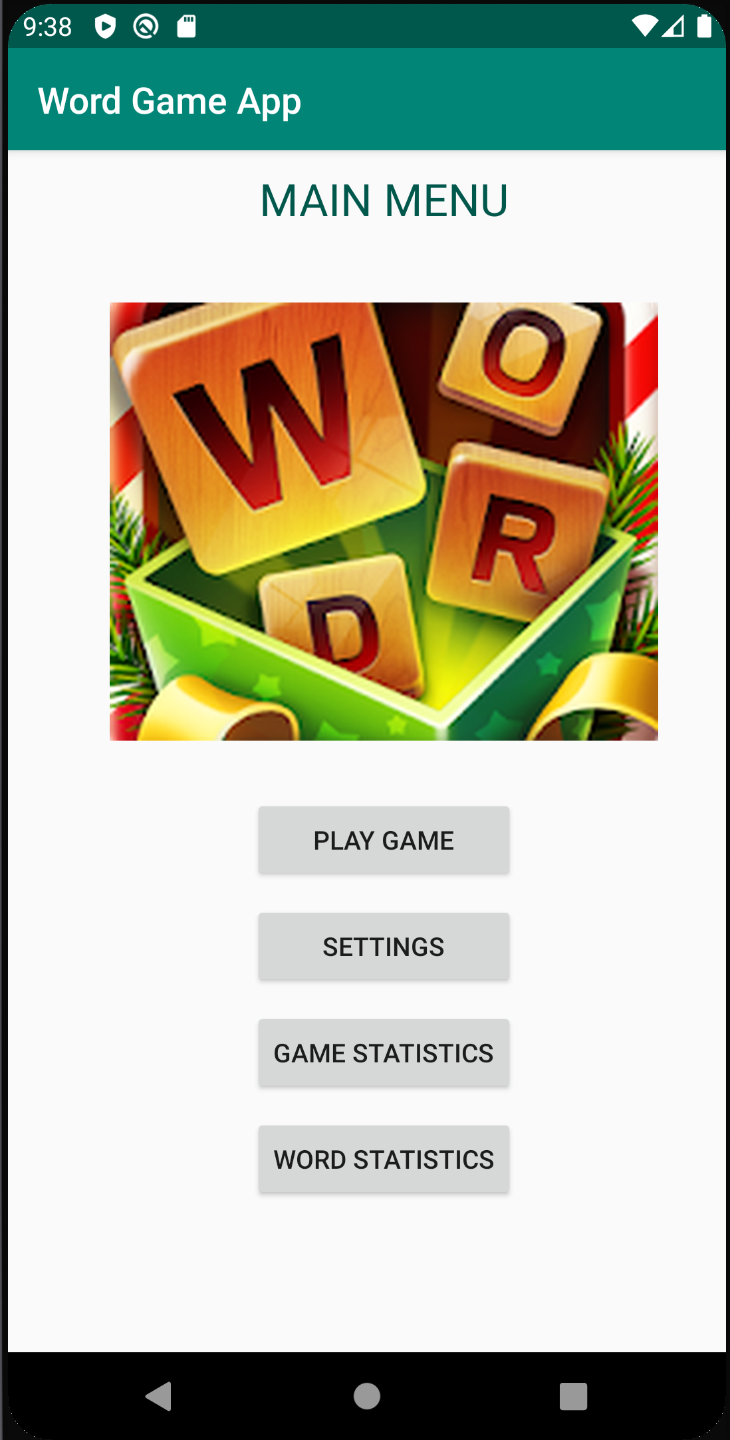 9:38
Word Game App
MAIN MENU
W
O
R
D
PLAY GAME
SETTINGS
GAME STATISTICS
WORD STATISTICS